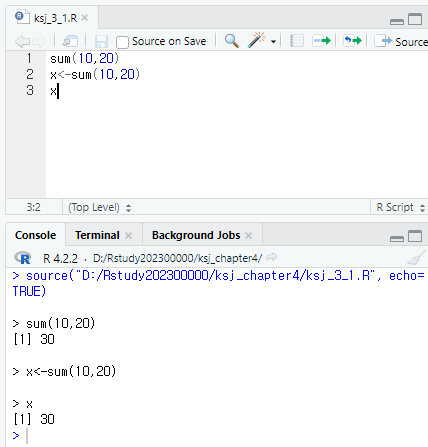 ksj_3_1.R
Source on Save
Source
1 sum(10,20)
2 x<-sum(10,20)
3 x
3:2 (Top Level) R Script
Console Terminal Background Jobs
R 4.2.2 · D:/Rstudy202300000/ksj_chapter4/
> source("D:/Rstudy202300000/ksj_chapter4/ksj_3_1.R", echo=
TRUE)
> sum(10,20)
[1] 30
> x<-sum(10,20)
> x
[1] 30
>